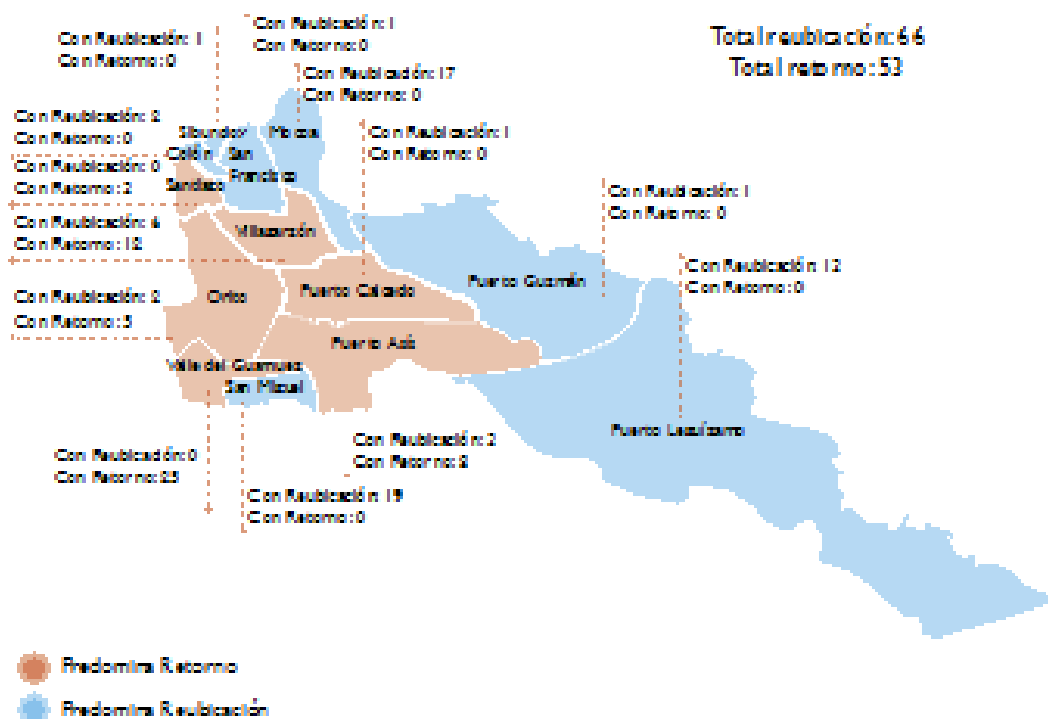 Con Reubicación: 1
Con Retorno: 0
Con Reubicación: 1
Con Retorno: 0
Total reubicación: 66
Total retorno: 53
Con Reubicación: 17
Con Retorno: 0
Con Reubicación: 2
Con Retorno: 0
Con Reubicación: 1
Con Retorno: 0
Sibundoy
Mocoa
Colón
San
Francisco
Santiago
Con Reubicación: 0
Con Retorno: 2
Con Reubicación: 6
Con Retorno: 12
Con Reubicación: 1
Con Retorno: 0
Villagarzón
Con Reubicación: 12
Con Retorno: 0
Con Reubicación: 2
Con Retorno: 5
Orito
Puerto Caicedo
Puerto Guzmán
Puerto Asís
Valle del Guamuez
San Miguel
Puerto Leguízamo
Con Reubicación: 0
Con Retorno:
Con Reubicación: 2
Con Retorno: 8
Con Reubicación: 19
Con Retorno: 0
Predomina Retorno
Predomina Reubicación